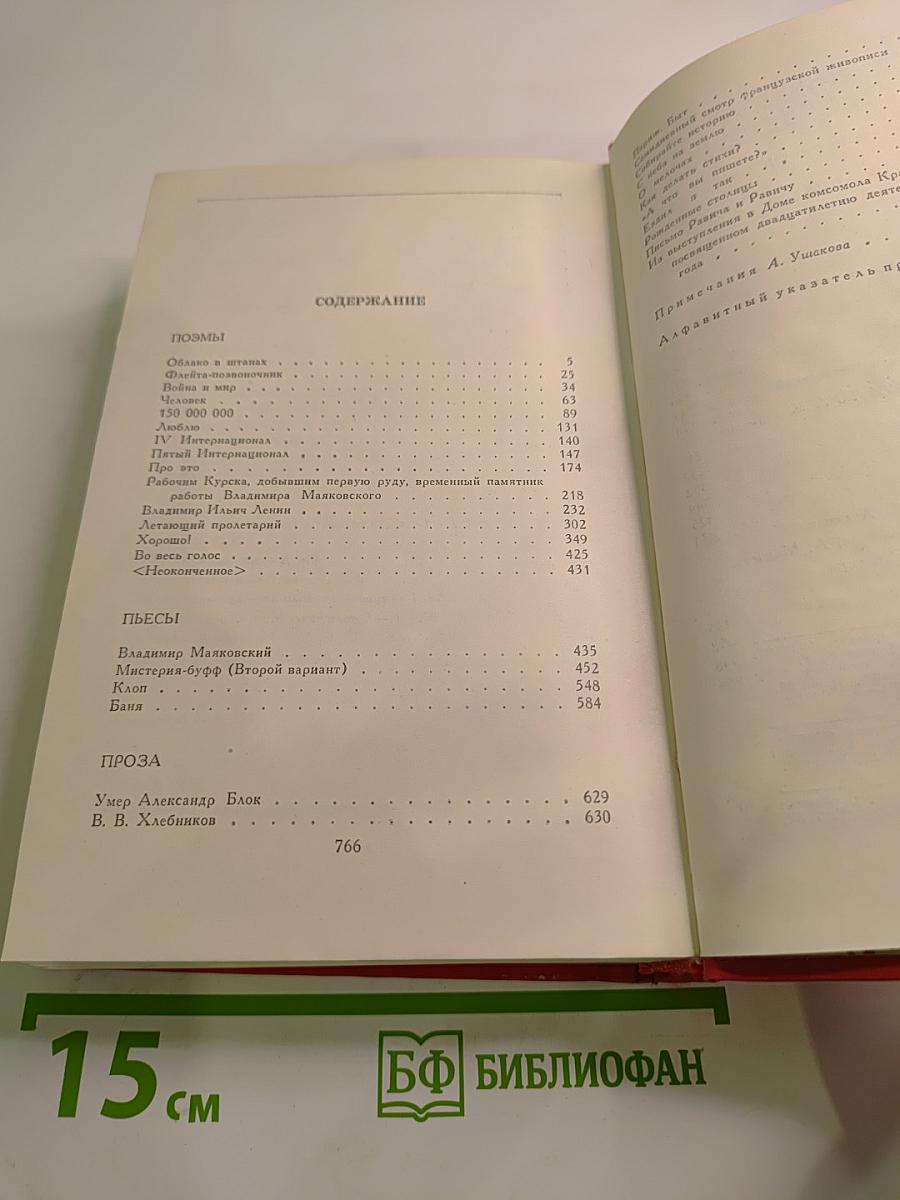 СОДЕРЖАНИЕ
ПОЭМЫ
Облако в штанах . . . . . . . . . . . . . . . . . . 5
Флейта-позвоночник . . . . . . . . . . . . . . . . . 25
Война и мир . . . . . . . . . . . . . . . . . . . . 34
Человек . . . . . . . . . . . . . . . . . . . . . . 63
150 000 000 . . . . . . . . . . . . . . . . . . . . 89
Люблю . . . . . . . . . . . . . . . . . . . . . . . 131
IV Интернационал . . . . . . . . . . . . . . . . . . 140
Пятый Интернационал . . . . . . . . . . . . . . . . 147
Про это . . . . . . . . . . . . . . . . . . . . . . 174
Рабочим Курска, добывшим первую руду, временный памятник
работы Владимира Маяковского . . . . . . . . . . 218
Владимир Ильич Ленин . . . . . . . . . . . . . . . . 232
Летающий пролетарий . . . . . . . . . . . . . . . . 302
Хорошо! . . . . . . . . . . . . . . . . . . . . . . 349
Во весь голос . . . . . . . . . . . . . . . . . . . 425
<Неоконченное> . . . . . . . . . . . . . . . . . . . 431
ПЬЕСЫ
Владимир Маяковский . . . . . . . . . . . . . . . . 435
Мистерия-буфф (Второй вариант) . . . . . . . . . . . 452
Клоп . . . . . . . . . . . . . . . . . . . . . . . . 548
Баня . . . . . . . . . . . . . . . . . . . . . . . . 584
ПРОЗА
Умер Александр Блок . . . . . . . . . . . . . . . . 629
В. В. Хлебников . . . . . . . . . . . . . . . . . . 630
766
Париж. Быт . . . . . . . .
Семидневный смотр французской живописи
Собирайте историю . . . . . .
С неба на землю . . . . . .
О мелочах . . . . . . . .
Как делать стихи? . . . . . .
«А что вы пишете?» . . . . .
Ездил я так . . . . . . .
Рожденные столицы . . . . . .
Письмо Равича и Равичу . . . .
Из выступления в Доме комсомола
посвященном двадцатилетию
года . . . . . . . .
Примечания А. Ушакова . . .
Алфавитный указатель
15 см
БФ БИБЛИОФАН